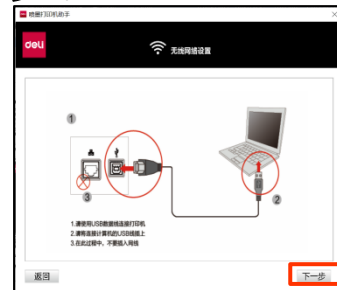 喷墨打印机助手
deli
无线网络设置
1
3
2
1.请使用USB数据线连接打印机
2.请将连接计算机的USB线插上
3.在此过程中，不要插入网线
返回
下一步